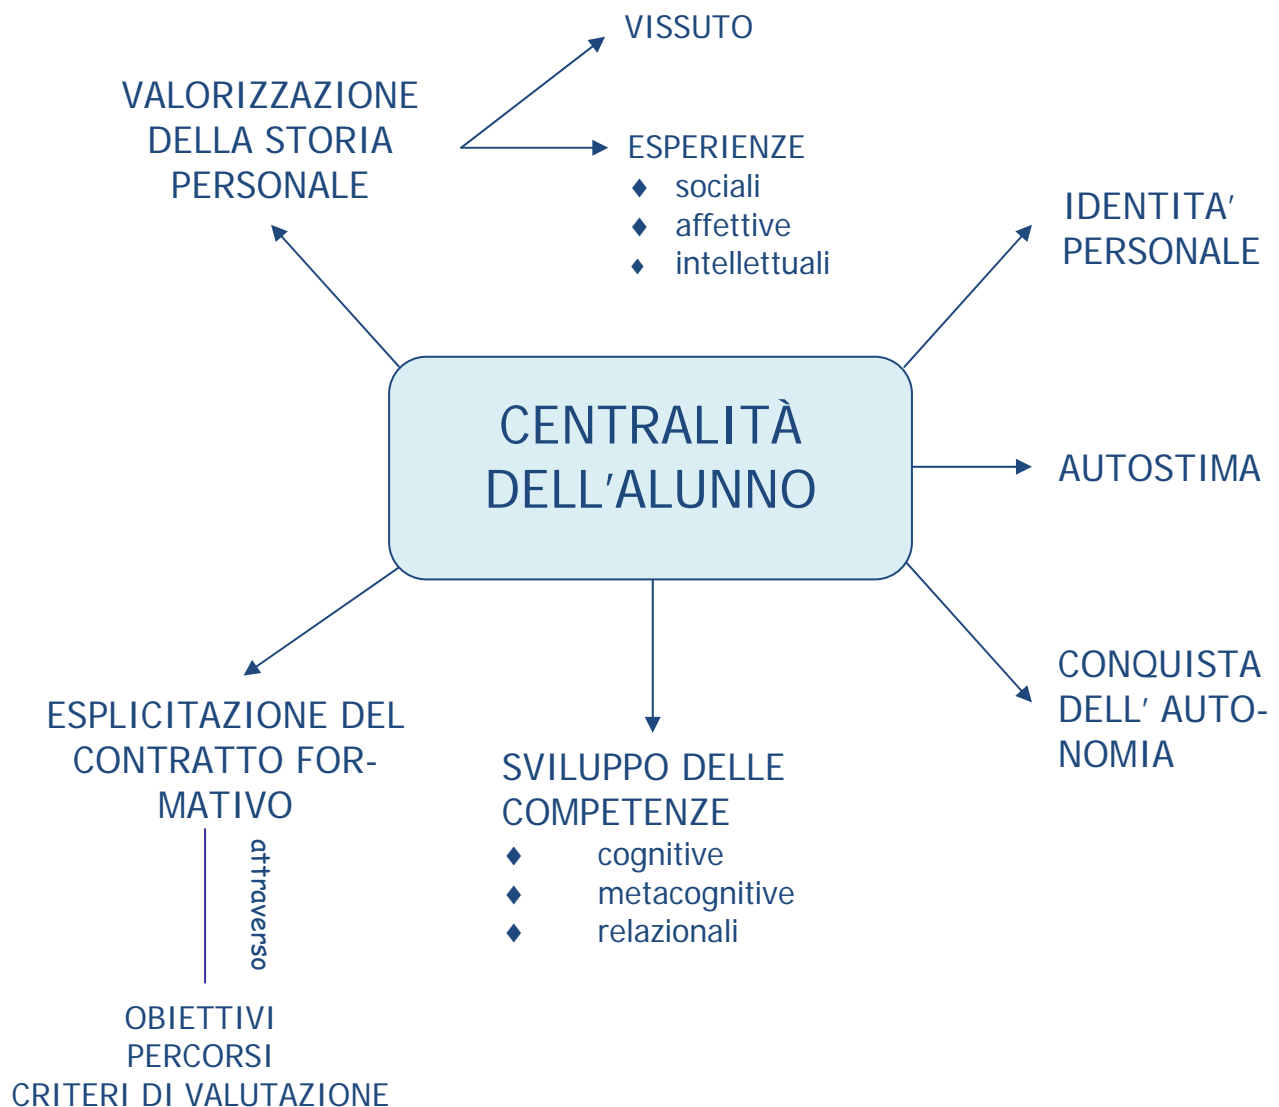 VISSUTO
VALORIZZAZIONE
DELLA STORIA
PERSONALE
ESPERIENZE
♦ sociali
♦ affettive
♦ intellettuali
IDENTITA’
PERSONALE
CENTRALITÀ
DELL’ALUNNO
AUTOSTIMA
CONQUISTA
DELL’ AUTO-
NOMIA
ESPLICITAZIONE DEL
CONTRATTO FOR-
MATIVO
attraverso
OBIETTIVI
PERCORSI
CRITERI DI VALUTAZIONE
SVILUPPO DELLE
COMPETENZE
♦ cognitive
♦ metacognitive
♦ relazionali